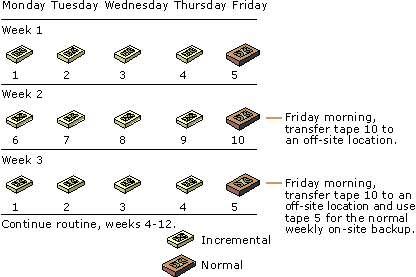 Monday Tuesday Wednesday Thursday Friday
Week 1
1 2 3 4 5
Week 2
6 7 8 9 10
Friday morning,
transfer tape 10 to
an off-site location.
Week 3
1 2 3 4 5
Friday morning,
transfer tape 10 to an
off-site location and use
tape 5 for the normal
weekly on-site backup.
Continue routine, weeks 4-12.
Incremental
Normal